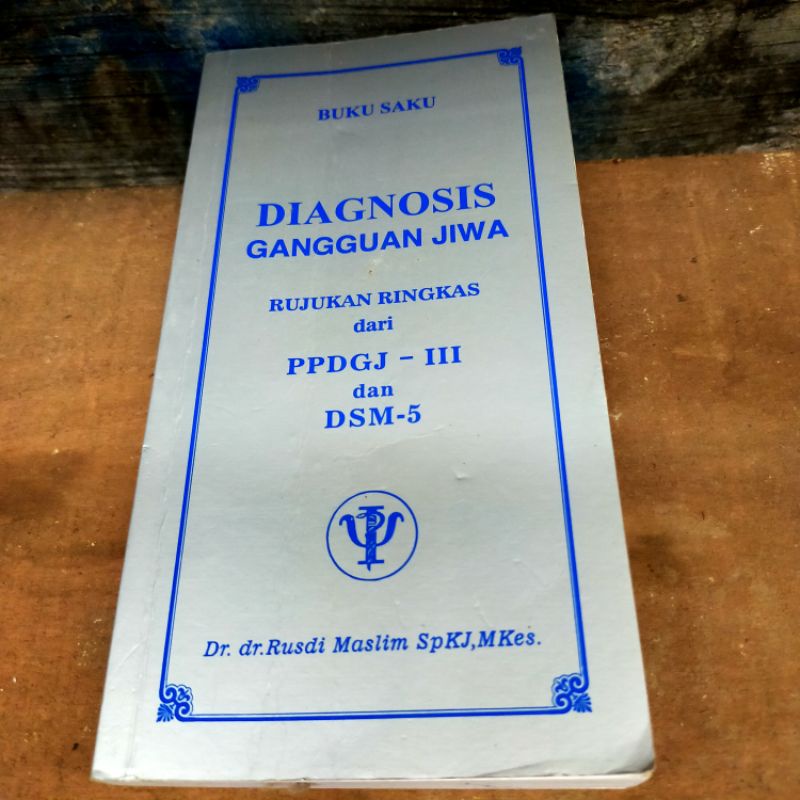 BUKU SAKU
DIAGNOSIS
GANGGUAN JIWA
RUJUKAN RINGKAS
dari
PPDGJ – III
dan
DSM-5
Dr. dr.Rusdi Maslim SpKJ,MKes.